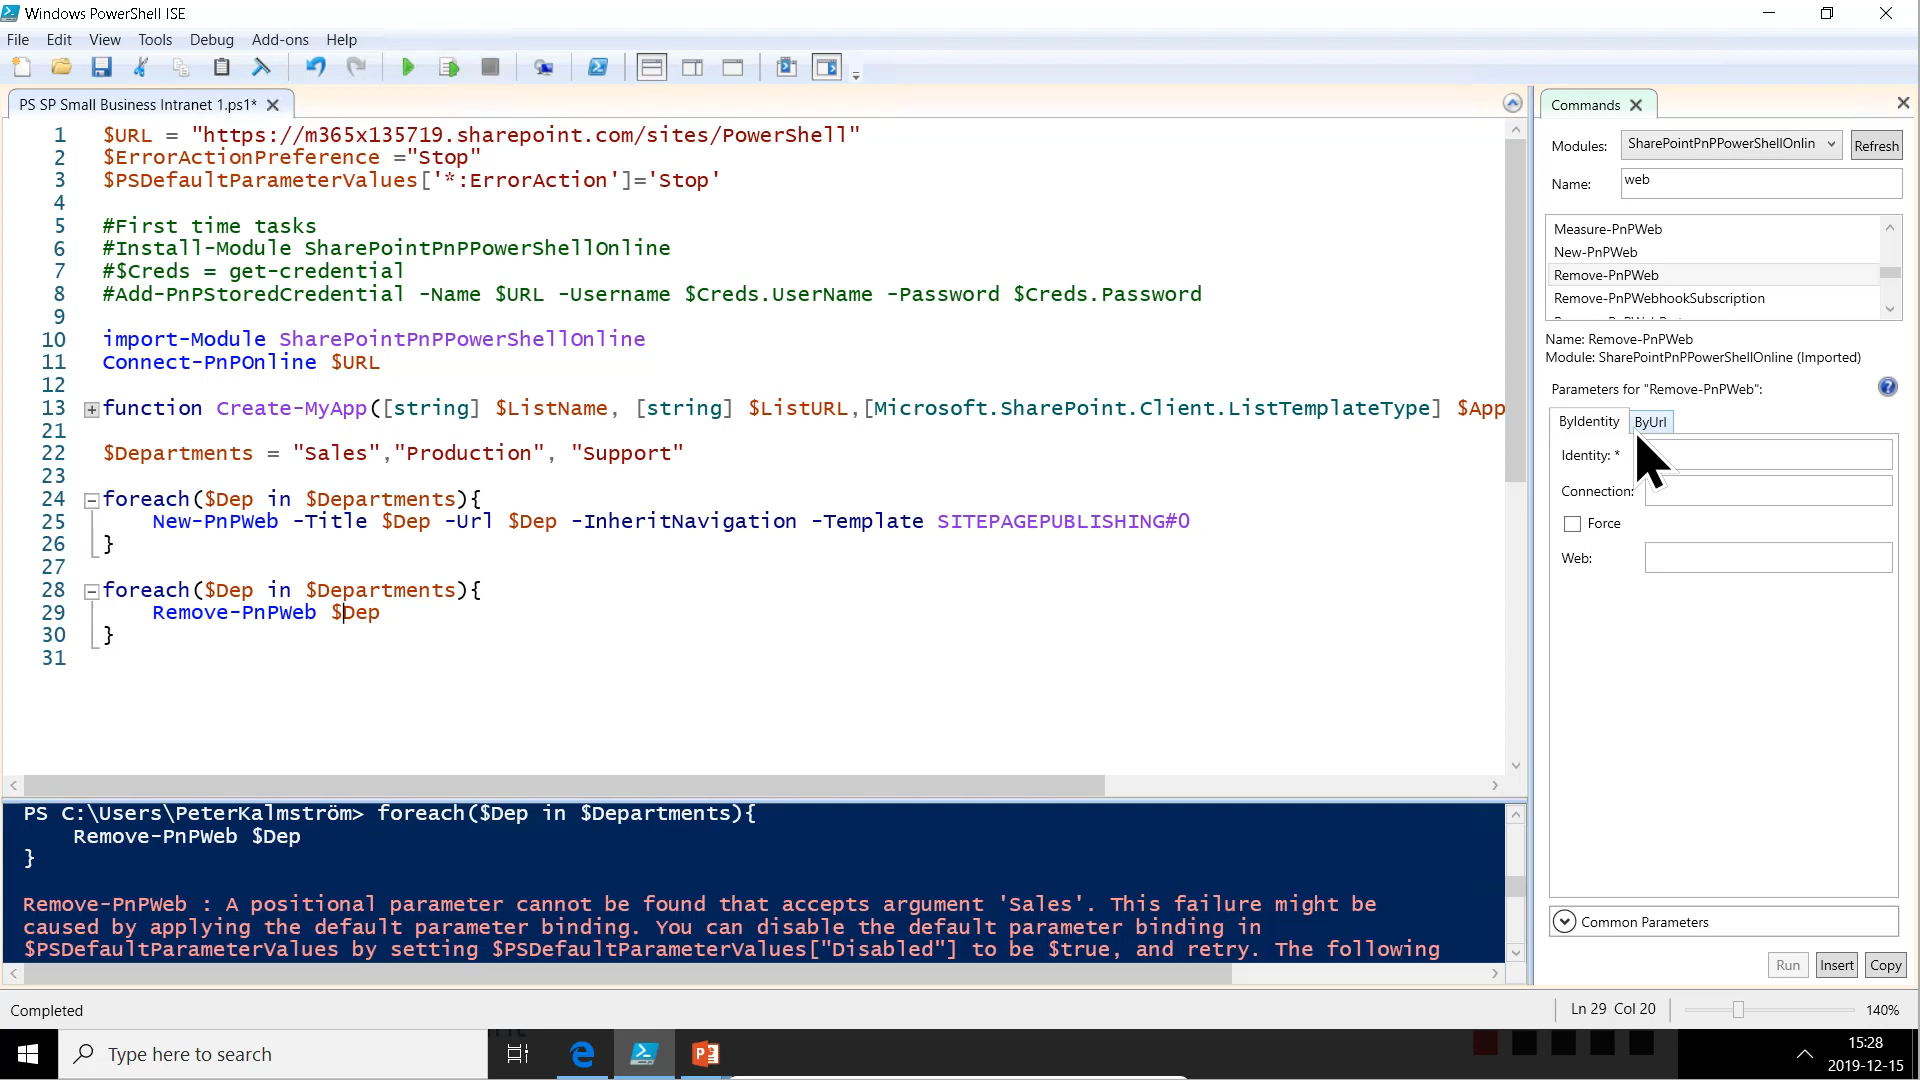 Windows PowerShell ISE
File Edit View Tools Debug Add-ons Help
PS SP Small Business Intranet 1.ps1*
1 $URL = "https://m365x135719.sharepoint.com/sites/PowerShell"
2 $ErrorActionPreference ="Stop"
3 $PSDefaultParameterValues['*:ErrorAction']='Stop'
4
5 #First time tasks
6 #Install-Module SharePointPnPPowerShellOnline
7 #$Creds = get-credential
8 #Add-PnPStoredCredential -Name $URL -Username $Creds.UserName -Password $Creds.Password
9
10 import-Module SharePointPnPPowerShellOnline
11 Connect-PnPOnline $URL
12
13 function Create-MyApp([string] $ListName, [string] $ListURL,[Microsoft.SharePoint.Client.ListTemplateType] $App
21
22 $Departments = "Sales","Production", "Support"
23
24 foreach($Dep in $Departments){
25 New-PnPWeb -Title $Dep -Url $Dep -InheritNavigation -Template SITEPAGEPUBLISHING#0
26 }
27
28 foreach($Dep in $Departments){
29 Remove-PnPWeb $Dep
30 }
31
PS C:\Users\PeterKalmström> foreach($Dep in $Departments){
Remove-PnPWeb $Dep
}
Remove-PnPWeb : A positional parameter cannot be found that accepts argument 'Sales'. This failure might be
caused by applying the default parameter binding. You can disable the default parameter binding in
$PSDefaultParameterValues by setting $PSDefaultParameterValues["Disabled"] to be $true, and retry. The following
Commands
Modules: SharePointPnPPowerShellOnlin Refresh
Name: web
Measure-PnPWeb
New-PnPWeb
Remove-PnPWeb
Remove-PnPWebhookSubscription
Name: Remove-PnPWeb
Module: SharePointPnPPowerShellOnline (Imported)
Parameters for "Remove-PnPWeb":
ByIdentity ByUrl
Identity: *
Connection:
Force
Web:
Common Parameters
Run Insert Copy
Completed
Ln 29 Col 20
140%
Type here to search
15:28
2019-12-15